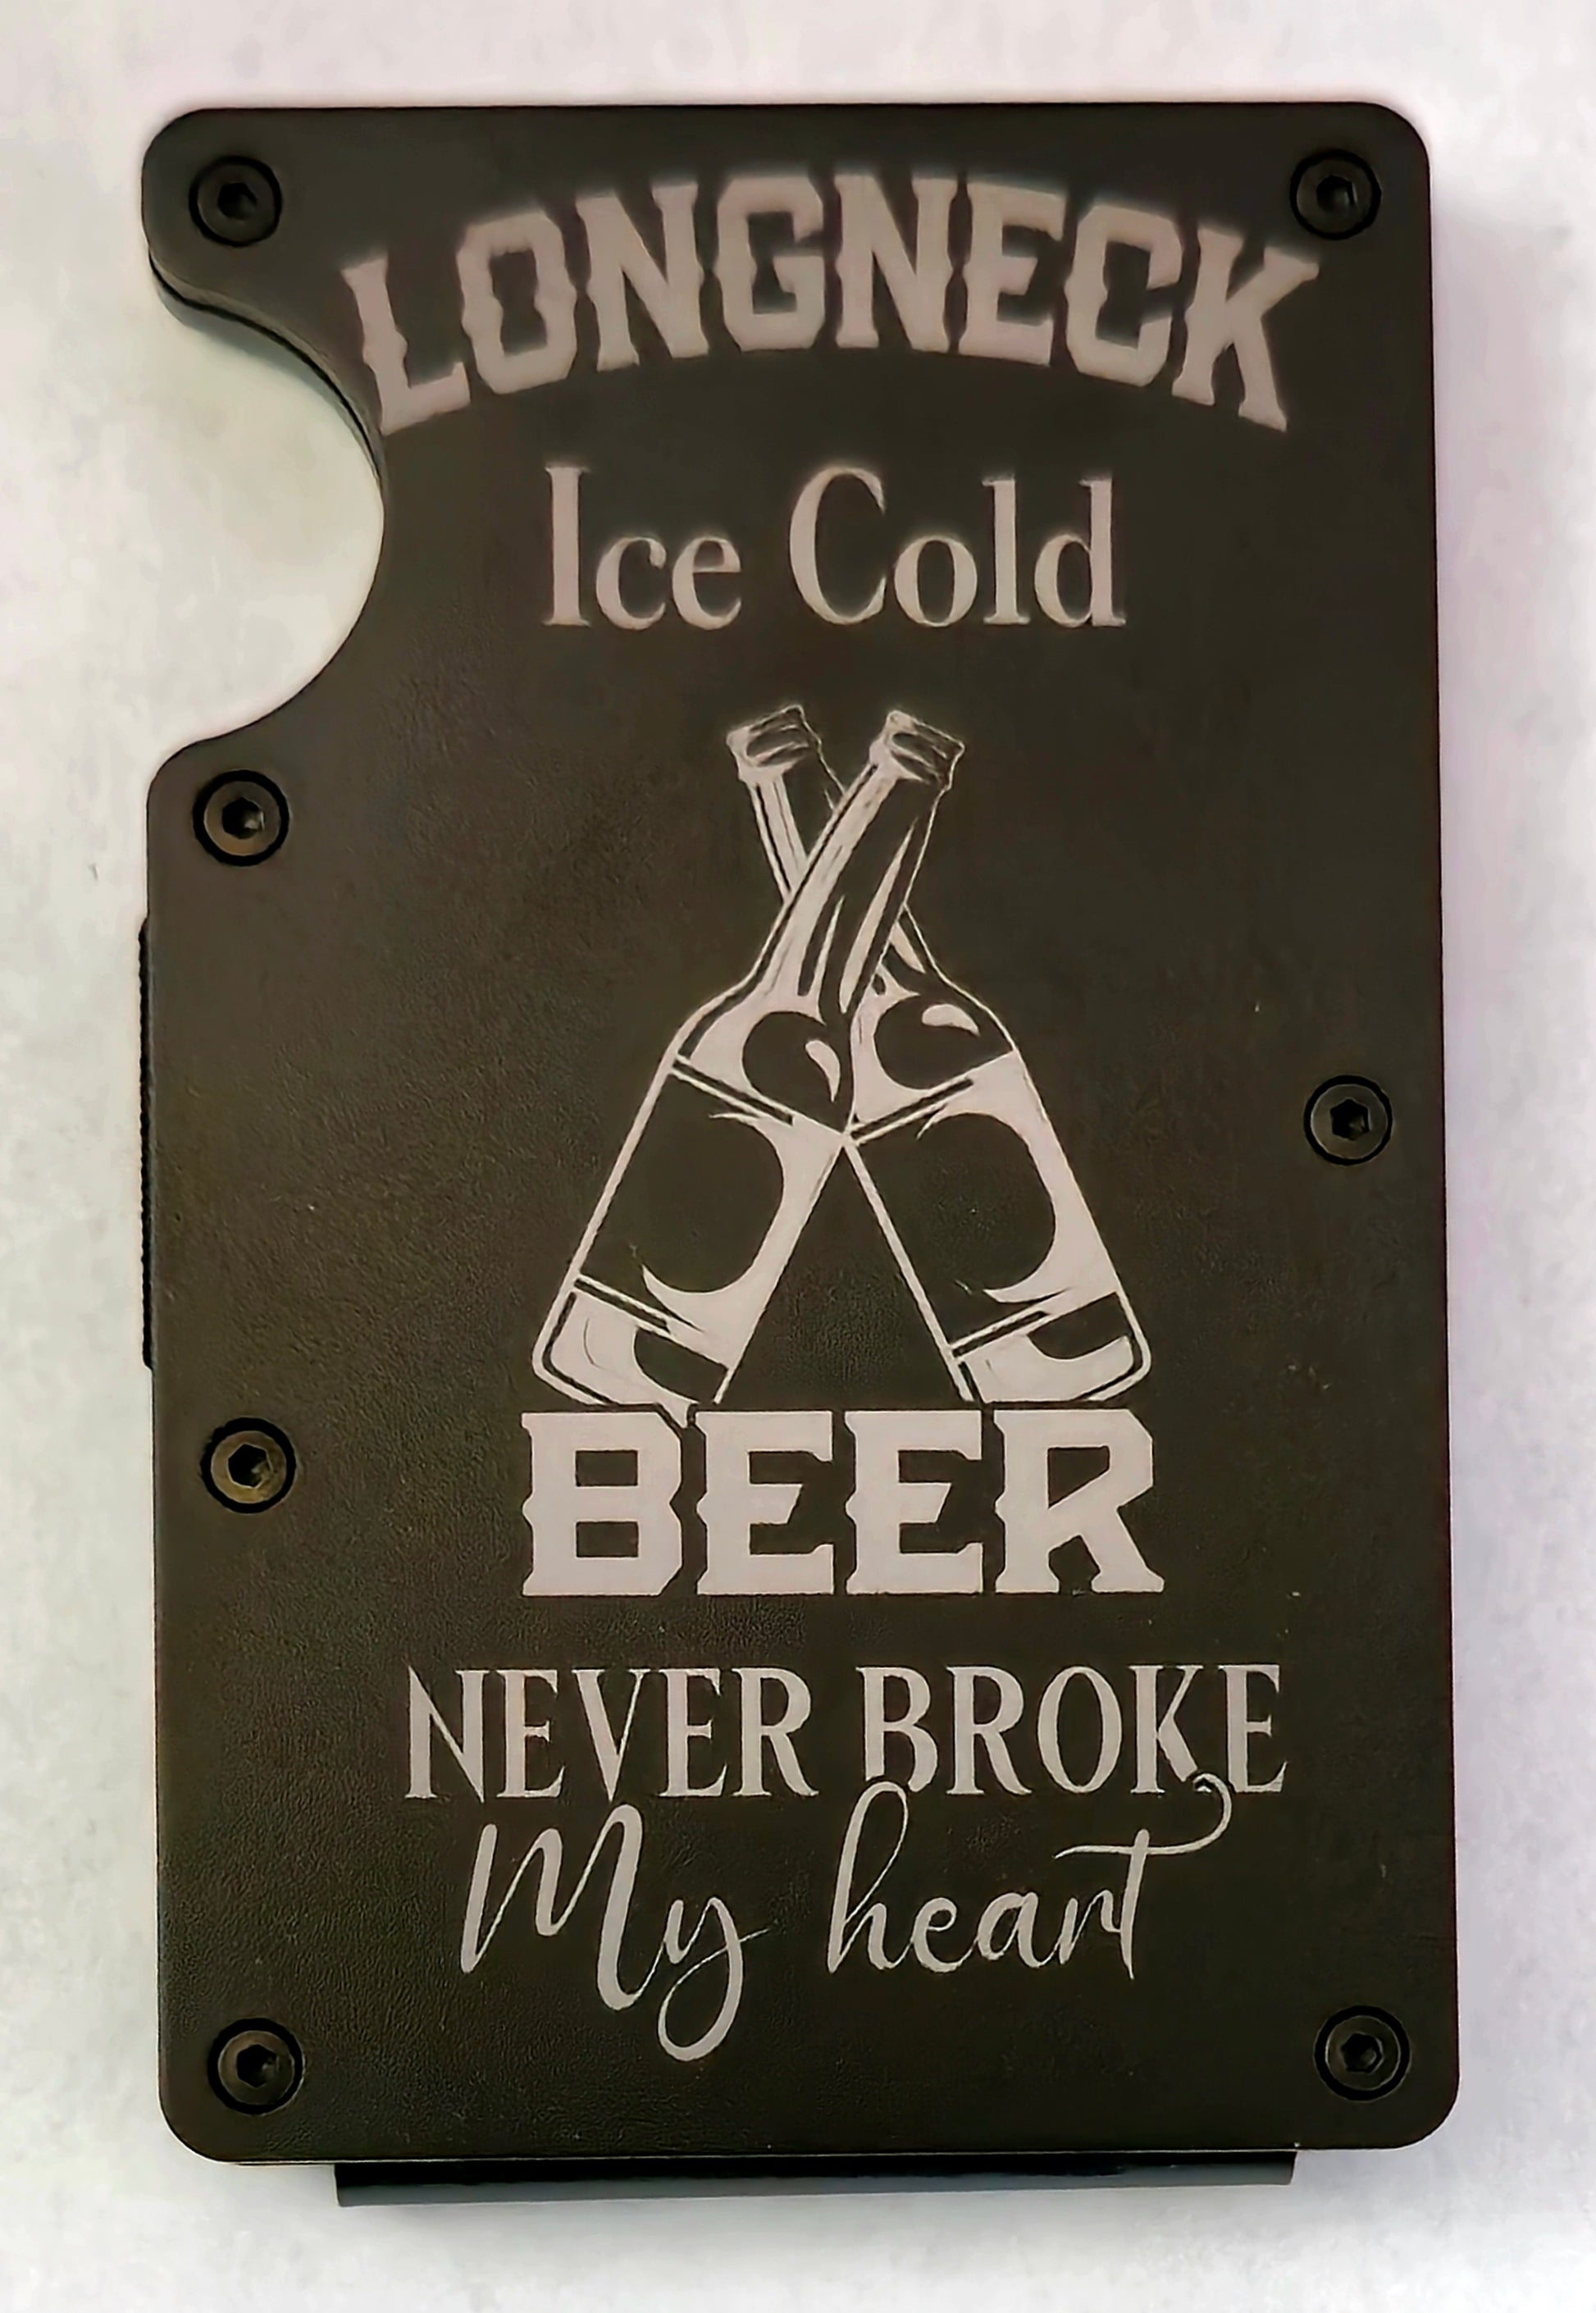 LONGNECK
Ice Cold
BEER
NEVER BROKE
My heart